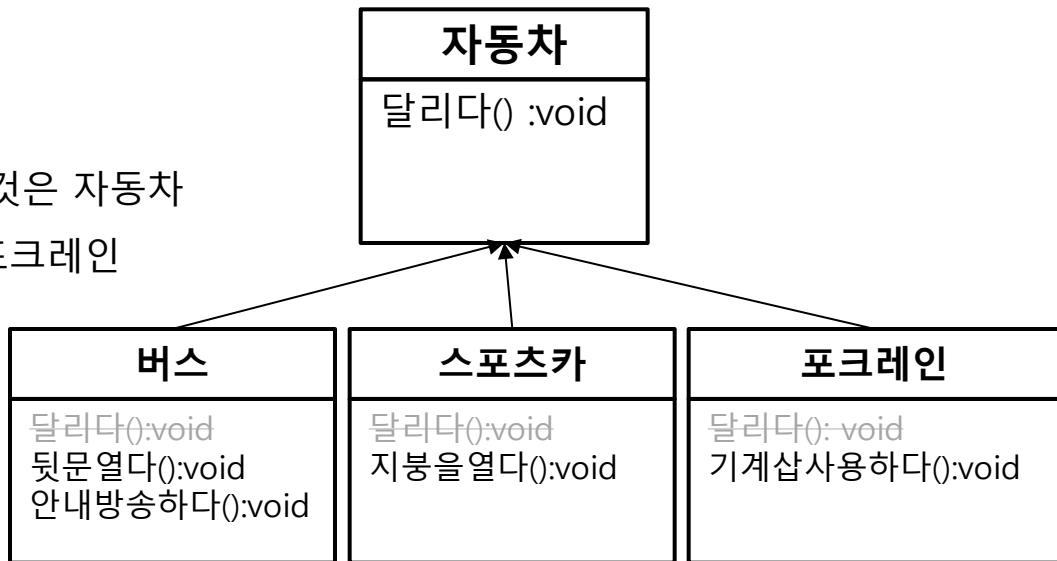 자동차
달리다() :void
것은 자동차
포크레인
버스
달리다():void
뒷문열다():void
안내방송하다():void
스포츠카
달리다():void
지붕을열다():void
포크레인
달리다(): void
기계삽사용하다():void